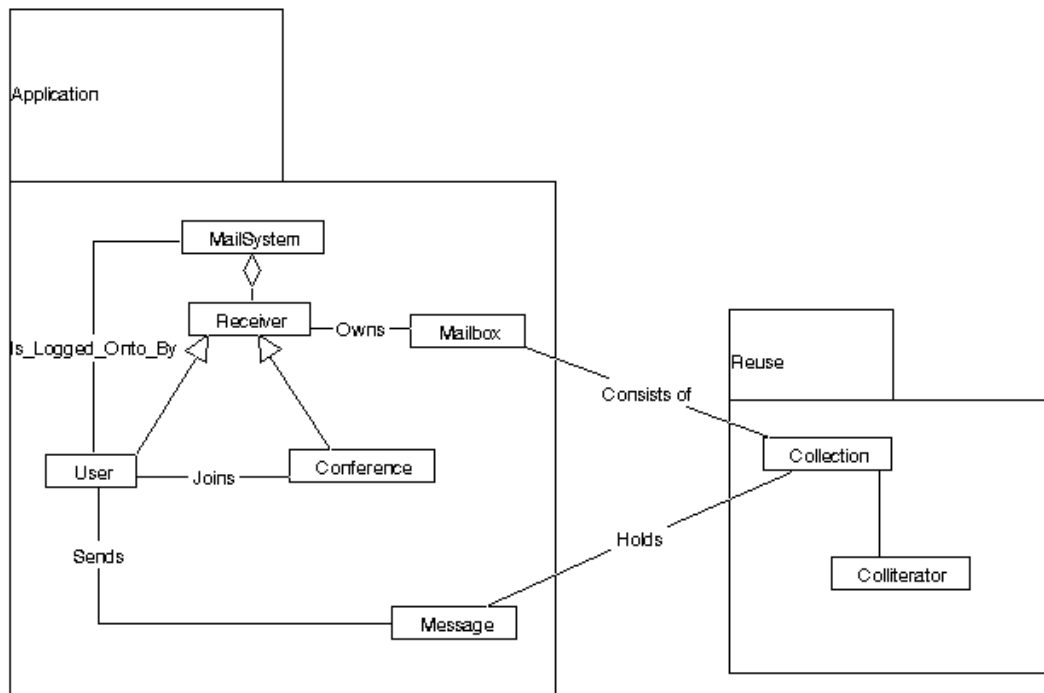 Application
MailSystem
Receiver
Owns
Mailbox
Is_Logged_Onto_By
Reuse
Consists of
User
Joins
Conference
Collection
Sends
Holds
Colliterator
Message